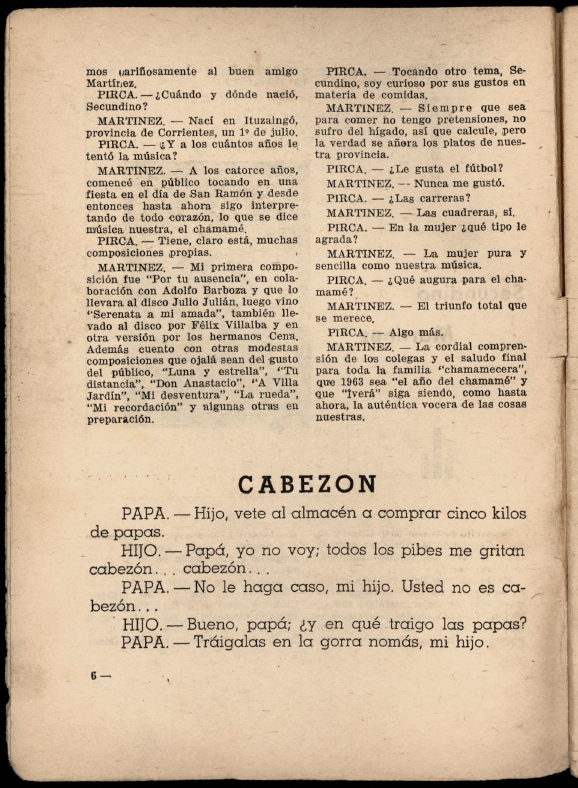 mos cariñosamente al buen amigo
Martínez.
PIRCA. — ¿Cuándo y dónde nació,
Secundino?
MARTINEZ. — Nací en Ituzaingó,
provincia de Corrientes, un 1º de julio.
PIRCA. — ¿Y a los cuántos años le
tentó la música?
MARTINEZ. — A los catorce años,
comencé en público tocando en una
fiesta en el día de San Ramón y desde
entonces hasta ahora sigo interpre-
tando de todo corazón, lo que se dice
música nuestra, el chamamé.
PIRCA. — Tiene, claro está, muchas
composiciones propias.
MARTINEZ. — Mi primera compo-
sición fue "Por tu ausencia", en cola-
boración con Adolfo Barboza y que lo
llevara al disco Julio Julián, luego vino
"Serenata a mi amada", también lle-
vado al disco por Félix Villalba y en
otra versión por los hermanos Cena.
Además cuento con otras modestas
composiciones que ojalá sean del gusto
del público, "Luna y estrella", "Tu
distancia", "Don Anastacio", "A Villa
Jardín", "Mi desventura", "La rueda",
"Mi recordación" y algunas otras en
preparación.
PIRCA. — Tocando otro tema, Se-
cundino, soy curioso por sus gustos en
materia de comidas.
MARTINEZ. — Siempre que sea
para comer no tengo pretensiones, no
sufro del hígado, así que calcule, pero
la verdad se añora los platos de nues-
tra provincia.
PIRCA. — ¿Le gusta el fútbol?
MARTINEZ. — Nunca me gustó.
PIRCA. — ¿Las carreras?
MARTINEZ. — Las cuadreras, sí.
PIRCA. — En la mujer ¿qué tipo le
agrada?
MARTINEZ. — La mujer pura y
sencilla como nuestra música.
PIRCA. — ¿Qué augura para el cha-
mamé?
MARTINEZ. — El triunfo total que
se merece.
PIRCA. — Algo más.
MARTINEZ. — La cordial compren-
sión de los colegas y el saludo final
para toda la familia "chamamecera",
que 1963 sea "el año del chamamé" y
que "Iverá" siga siendo, como hasta
ahora, la auténtica vocera de las cosas
nuestras.
CABEZON
PAPA. — Hijo, vete al almacén a comprar cinco kilos
de papas.
HIJO. — Papá, yo no voy; todos los pibes me gritan
cabezón... cabezón...
PAPA. — No le haga caso, mi hijo. Usted no es ca-
bezón...
HIJO. — Bueno, papá; ¿y en qué traigo las papas?
PAPA. — Tráigalas en la gorra nomás, mi hijo.
6 —